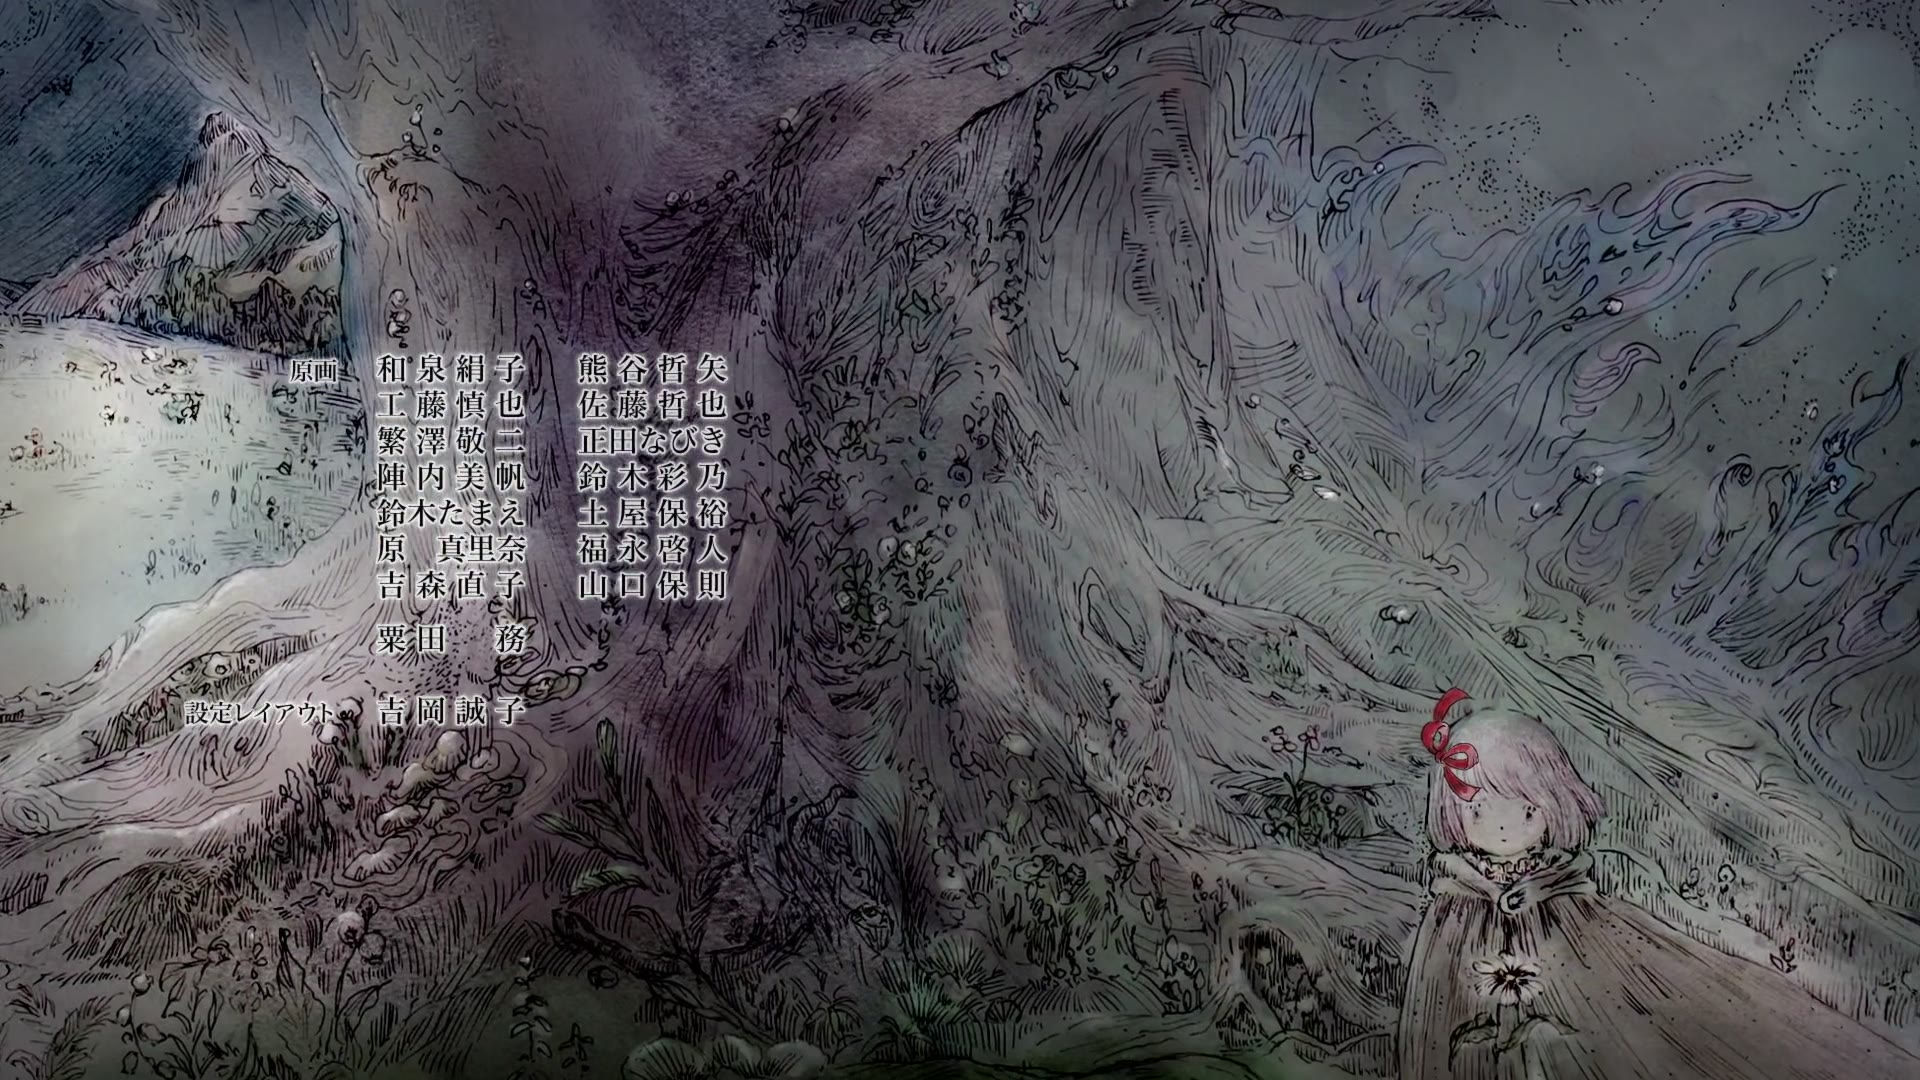 原画 和泉絹子 熊谷哲矢
工藤慎也 佐藤哲也
繁澤敬二 正田なびき
陣内美帆 鈴木彩乃
鈴木たまえ 土屋保裕
原 真里奈 福永啓人
吉森直子 山口保則
粟田 務
設定レイアウト 吉岡誠子